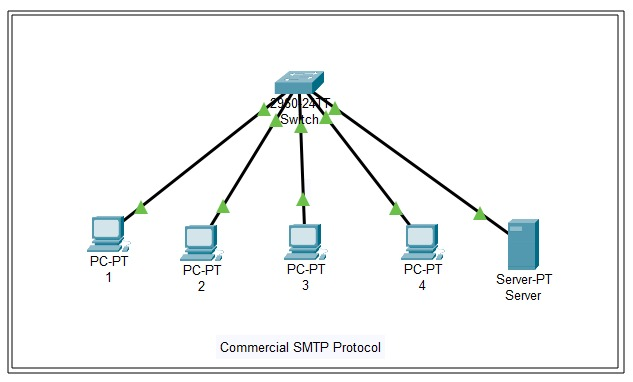 2960-24TT
Switch
PC-PT
1
PC-PT
2
PC-PT
3
PC-PT
4
Server-PT
Server
Commercial SMTP Protocol